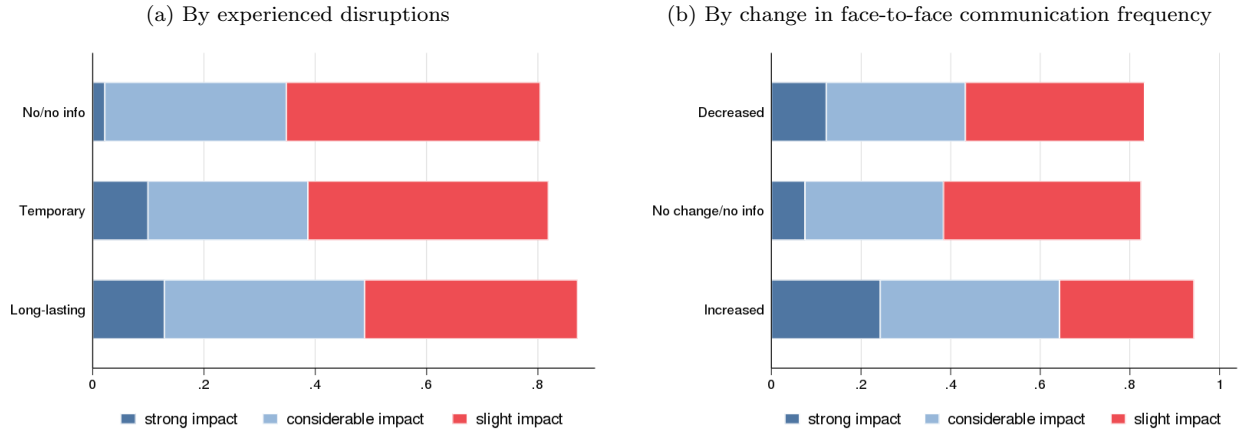 (a) By experienced disruptions
No/no info
Temporary
Long-lasting
0 .2 .4 .6 .8
strong impact considerable impact slight impact
(b) By change in face-to-face communication frequency
Decreased
No change/no info
Increased
0 .2 .4 .6 .8 1
strong impact considerable impact slight impact